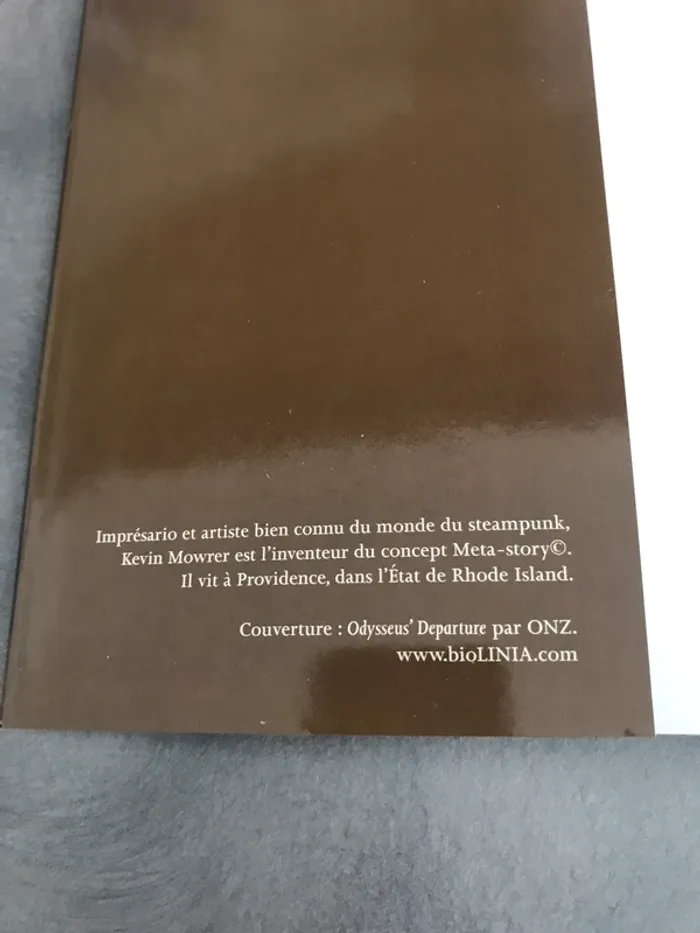 Imprésario et artiste bien connu du monde du steampunk,
Kevin Mowrer est l'inventeur du concept Meta-story©.
Il vit à Providence, dans l'État de Rhode Island.
Couverture : Odysseus' Departure par ONZ.
www.bioLINIA.com